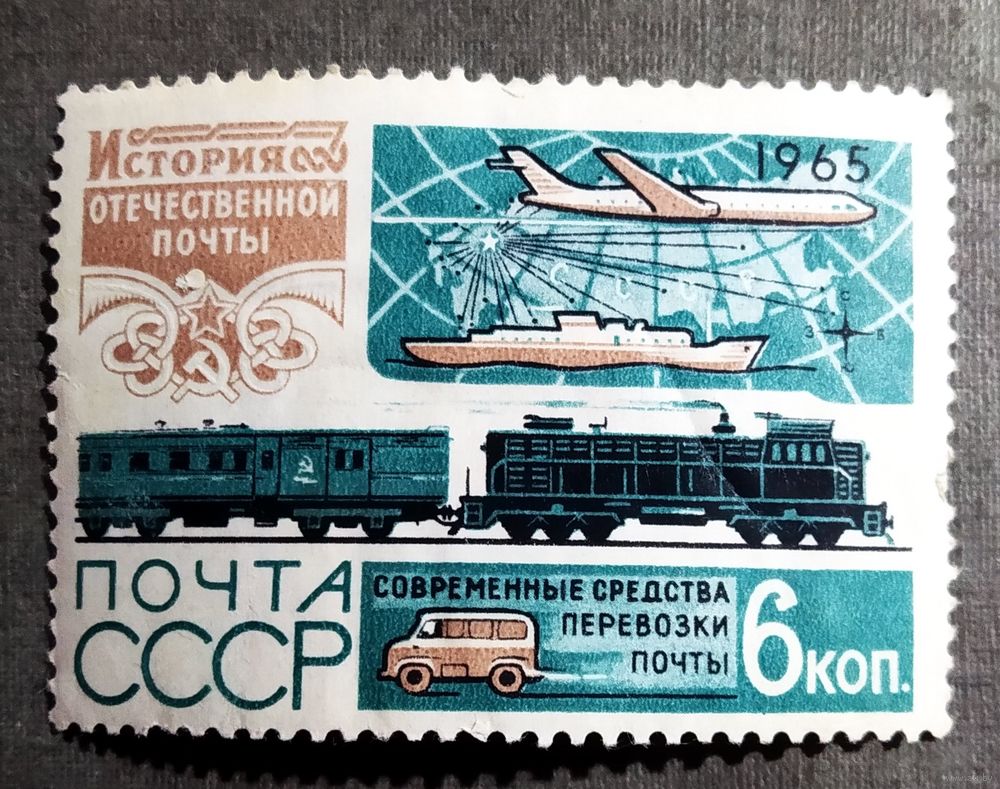 История
ОТЕЧЕСТВЕННОЙ
ПОЧТЫ
1965
С С С Р
С
З В
ПОЧТА
СССР
СОВРЕМЕННЫЕ СРЕДСТВА
ПЕРЕВОЗКИ
ПОЧТЫ
6 коп.